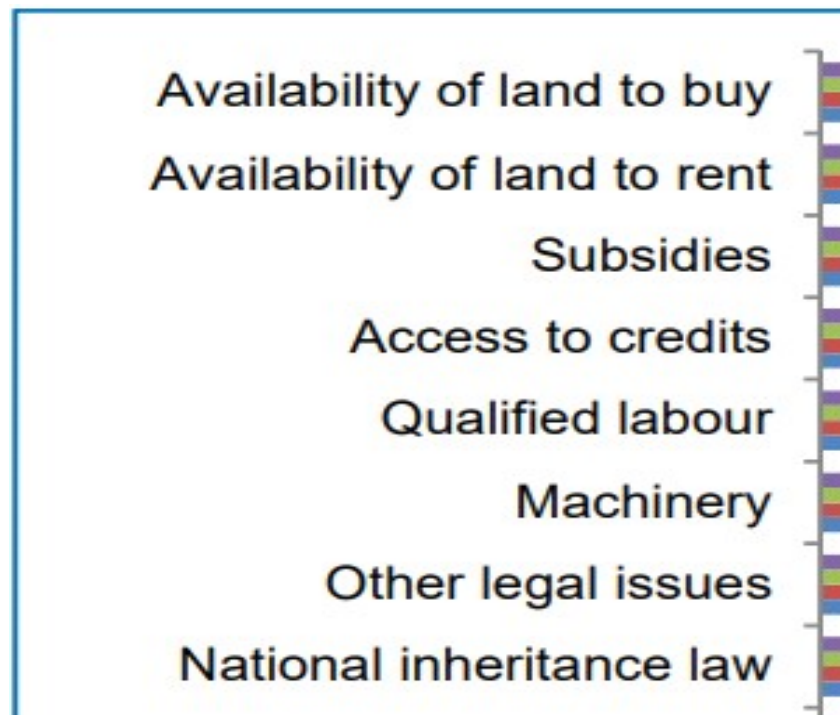 Availability of land to buy
Availability of land to rent
Subsidies
Access to credits
Qualified labour
Machinery
Other legal issues
National inheritance law